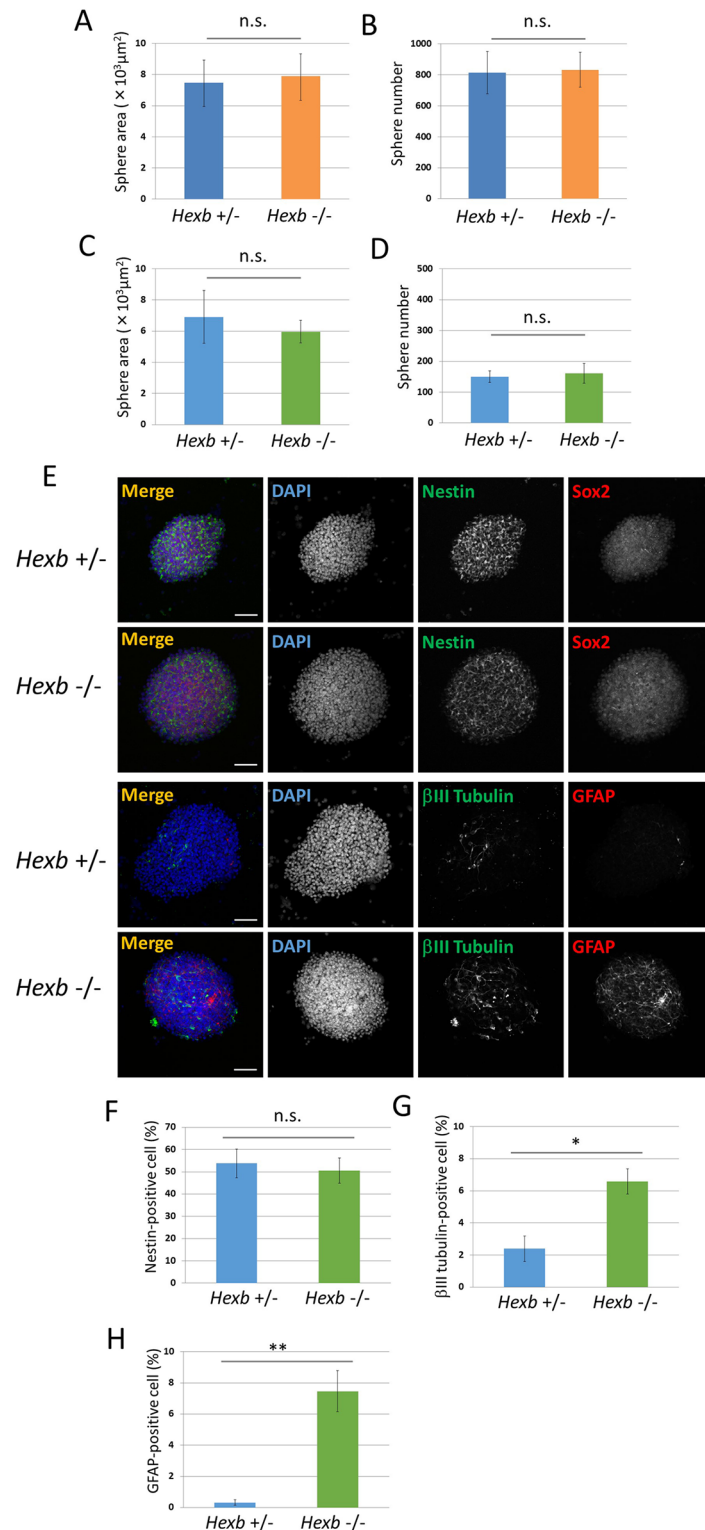 A
n.s.
Sphere area (×10³μm²)
10
8
6
4
2
0
Hexb +/-
Hexb -/-
B
n.s.
Sphere number
1000
800
600
400
200
0
Hexb +/-
Hexb -/-
C
n.s.
Sphere area (×10³μm²)
10
8
6
4
2
0
Hexb +/-
Hexb -/-
D
n.s.
Sphere number
500
400
300
200
100
0
Hexb +/-
Hexb -/-
E
Hexb +/-
Merge
DAPI
Nestin
Sox2
Hexb -/-
Merge
DAPI
Nestin
Sox2
Hexb +/-
Merge
DAPI
βIII Tubulin
GFAP
Hexb -/-
Merge
DAPI
βIII Tubulin
GFAP
F
n.s.
Nestin-positive cell (%)
70
60
50
40
30
20
10
0
Hexb +/-
Hexb -/-
G
*
βIII tubulin-positive cell (%)
10
8
6
4
2
0
Hexb +/-
Hexb -/-
H
**
GFAP-positive cell (%)
10
8
6
4
2
0
Hexb +/-
Hexb -/-